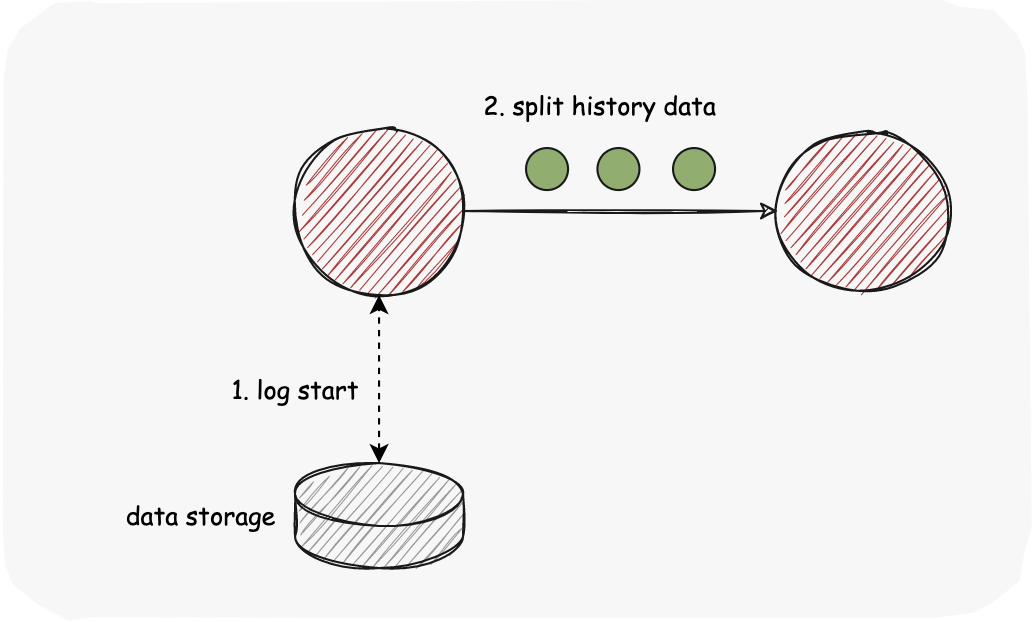 2. split history data
1. log start
data storage